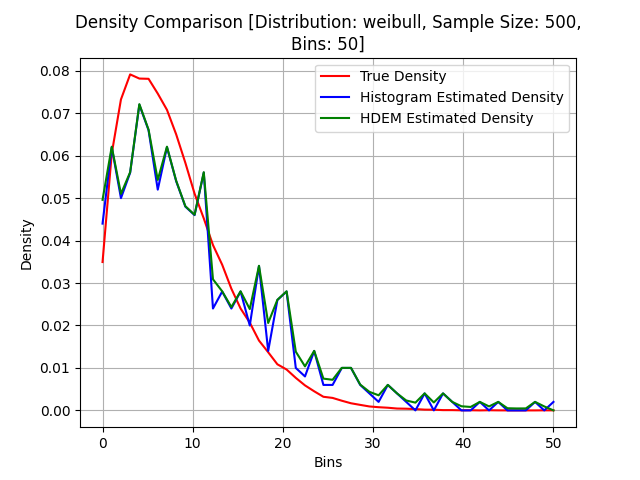 Density Comparison [Distribution: weibull, Sample Size: 500,
Bins: 50]
True Density
Histogram Estimated Density
HDEM Estimated Density
Density
0.08
0.07
0.06
0.05
0.04
0.03
0.02
0.01
0.00
0 10 20 30 40 50
Bins